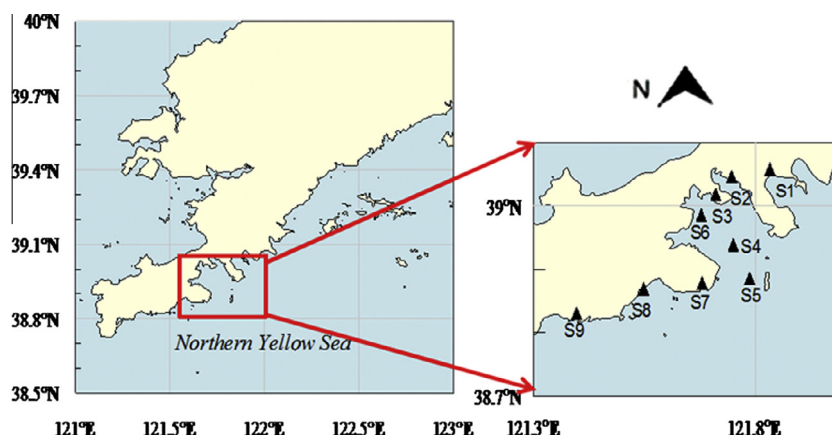 40°N
39.7°N
39.4°N
39.1°N
38.8°N
38.5°N
121°E 121.5°E 122°E 122.5°E 123°E
Northern Yellow Sea
N
39°N
38.7°N
121.3°E 121.8°E
S1
S2
S3
S6
S4
S5
S7
S8
S9